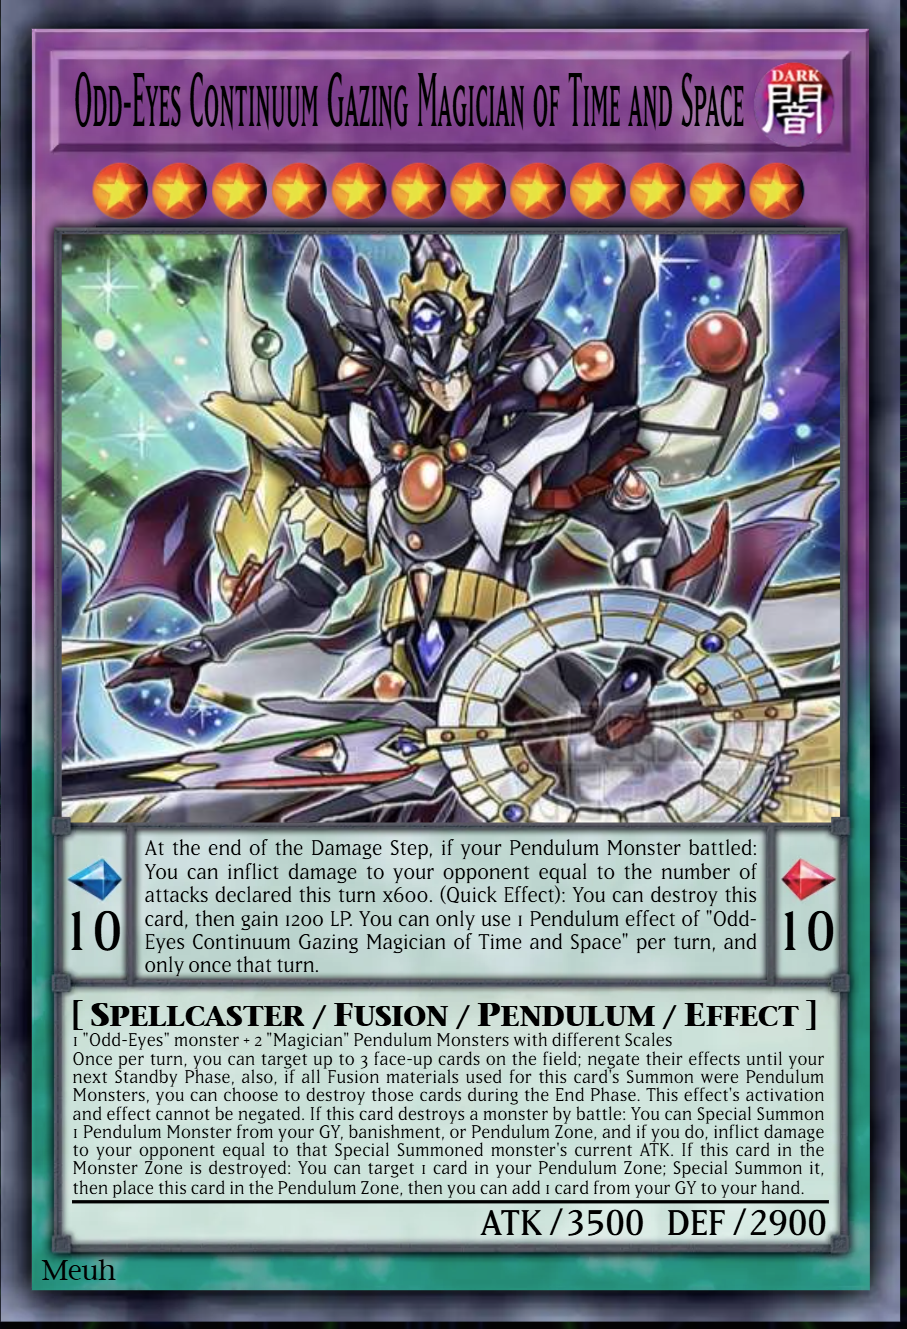 Odd-Eyes Continuum Gazing Magician of Time and Space
DARK
闇
At the end of the Damage Step, if your Pendulum Monster battled:
You can inflict damage to your opponent equal to the number of
attacks declared this turn x600. (Quick Effect): You can destroy this
card, then gain 1200 LP. You can only use 1 Pendulum effect of "Odd-
Eyes Continuum Gazing Magician of Time and Space" per turn, and
only once that turn.
10
10
[ Spellcaster / Fusion / Pendulum / Effect ]
1 "Odd-Eyes" monster + 2 "Magician" Pendulum Monsters with different Scales
Once per turn, you can target up to 3 face-up cards on the field; negate their effects until your
next Standby Phase, also, if all Fusion materials used for this card's Summon were Pendulum
Monsters, you can choose to destroy those cards during the End Phase. This effect's activation
and effect cannot be negated. If this card destroys a monster by battle: You can Special Summon
1 Pendulum Monster from your GY, banishment, or Pendulum Zone, and if you do, inflict damage
to your opponent equal to that Special Summoned monster's current ATK. If this card in the
Monster Zone is destroyed: You can target 1 card in your Pendulum Zone; Special Summon it,
then place this card in the Pendulum Zone, then you can add 1 card from your GY to your hand.
ATK/3500 DEF/2900
Meuh